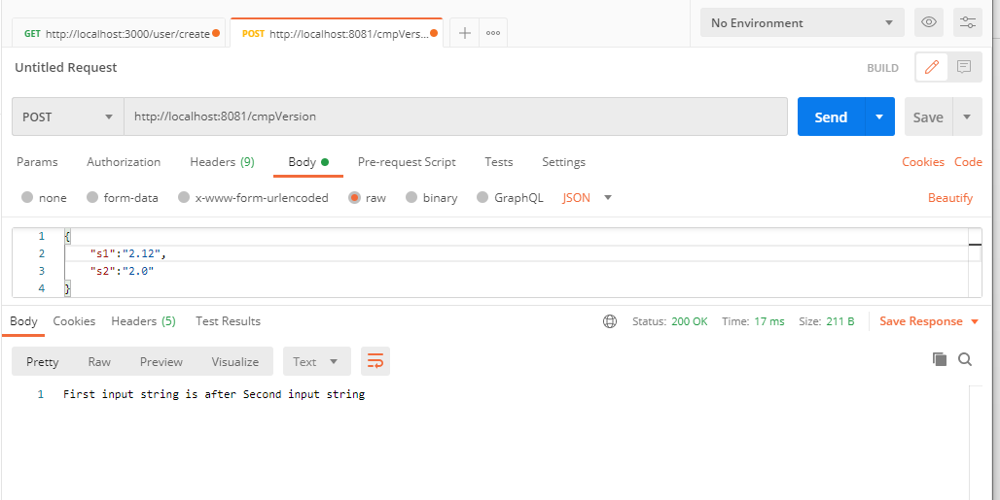 GET http://localhost:3000/user/create
POST http://localhost:8081/cmpVers...
No Environment
Untitled Request
BUILD
POST
http://localhost:8081/cmpVersion
Send
Save
Params Authorization Headers (9) Body Pre-request Script Tests Settings
Cookies Code
none form-data x-www-form-urlencoded raw binary GraphQL JSON
Beautify
1 {
2 "s1":"2.12",
3 "s2":"2.0"
4 }
Body Cookies Headers (5) Test Results
Status: 200 OK Time: 17 ms Size: 211 B Save Response
Pretty Raw Preview Visualize Text
1 First input string is after Second input string